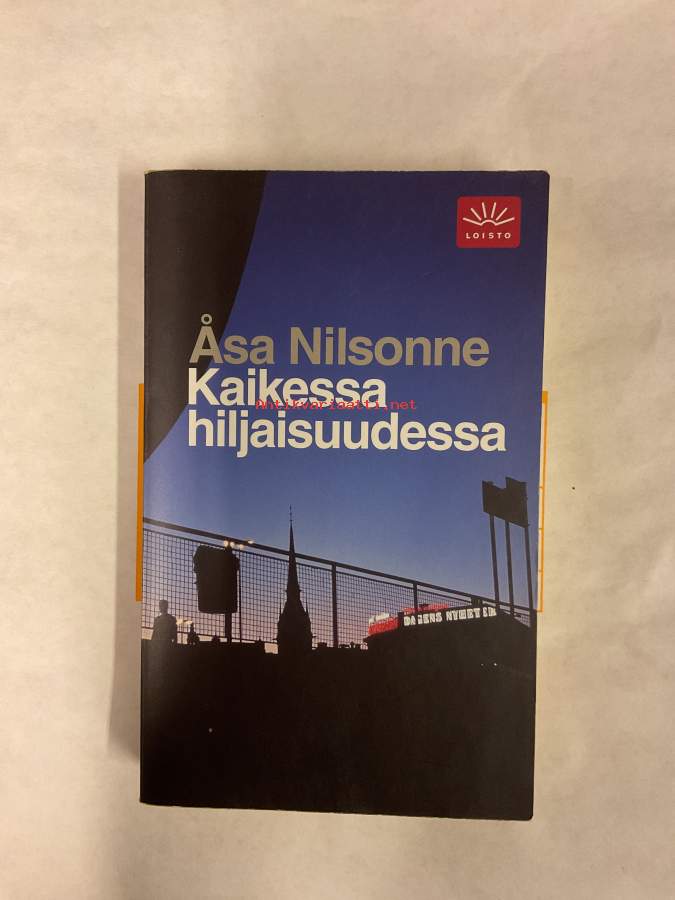 LOISTO
Åsa Nilsonne
Kaikessa
Antikvariaatti.net
hiljaisuudessa
DAGENS NYHETER